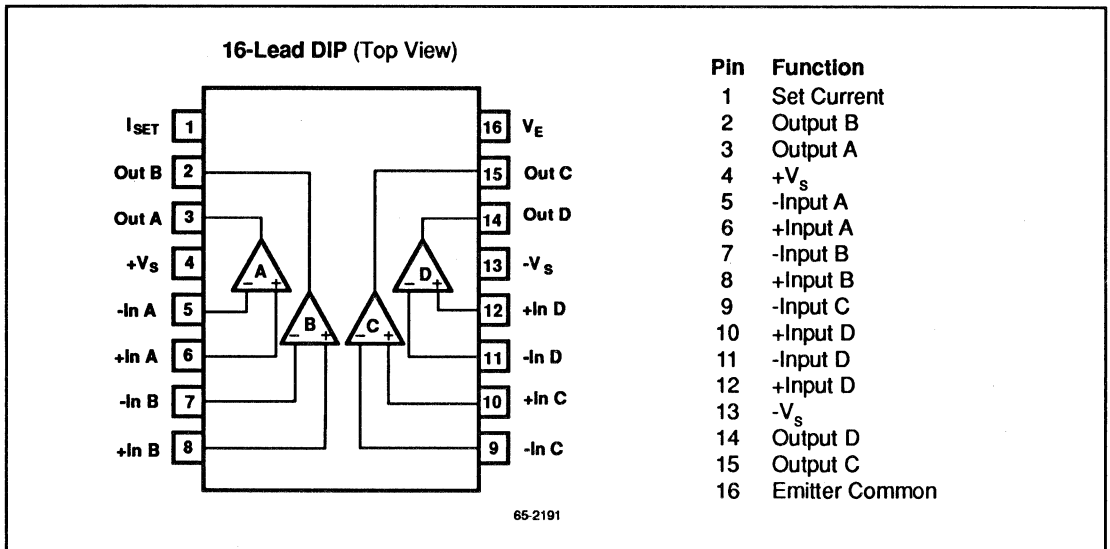 16-Lead DIP (Top View)
ISET 1
Out B 2
Out A 3
+Vs 4
-In A 5
+In A 6
-In B 7
+In B 8
16 VE
15 Out C
14 Out D
13 -Vs
12 +In D
11 -In D
10 +In C
9 -In C
A
- +
B
- +
C
- +
D
- +
65-2191
Pin Function
1 Set Current
2 Output B
3 Output A
4 +Vs
5 -Input A
6 +Input A
7 -Input B
8 +Input B
9 -Input C
10 +Input D
11 -Input D
12 +Input D
13 -Vs
14 Output D
15 Output C
16 Emitter Common